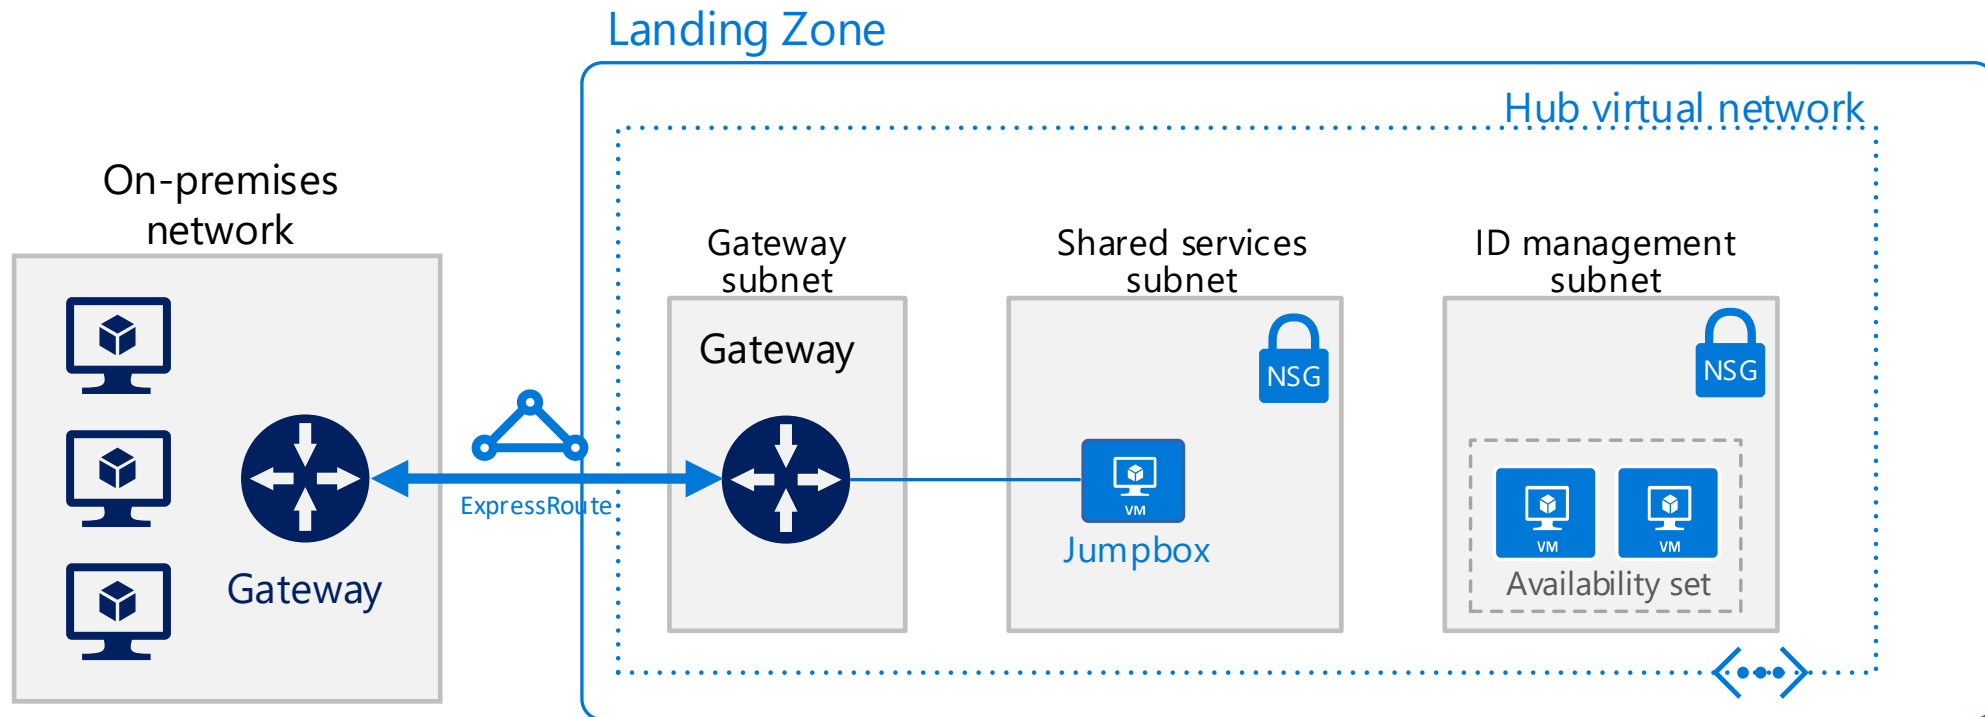 Landing Zone
Hub virtual network
On-premises
network
Gateway
subnet
Shared services
subnet
ID management
subnet
Gateway
NSG
NSG
ExpressRoute
VM
Jumpbox
VM
VM
Availability set
Gateway